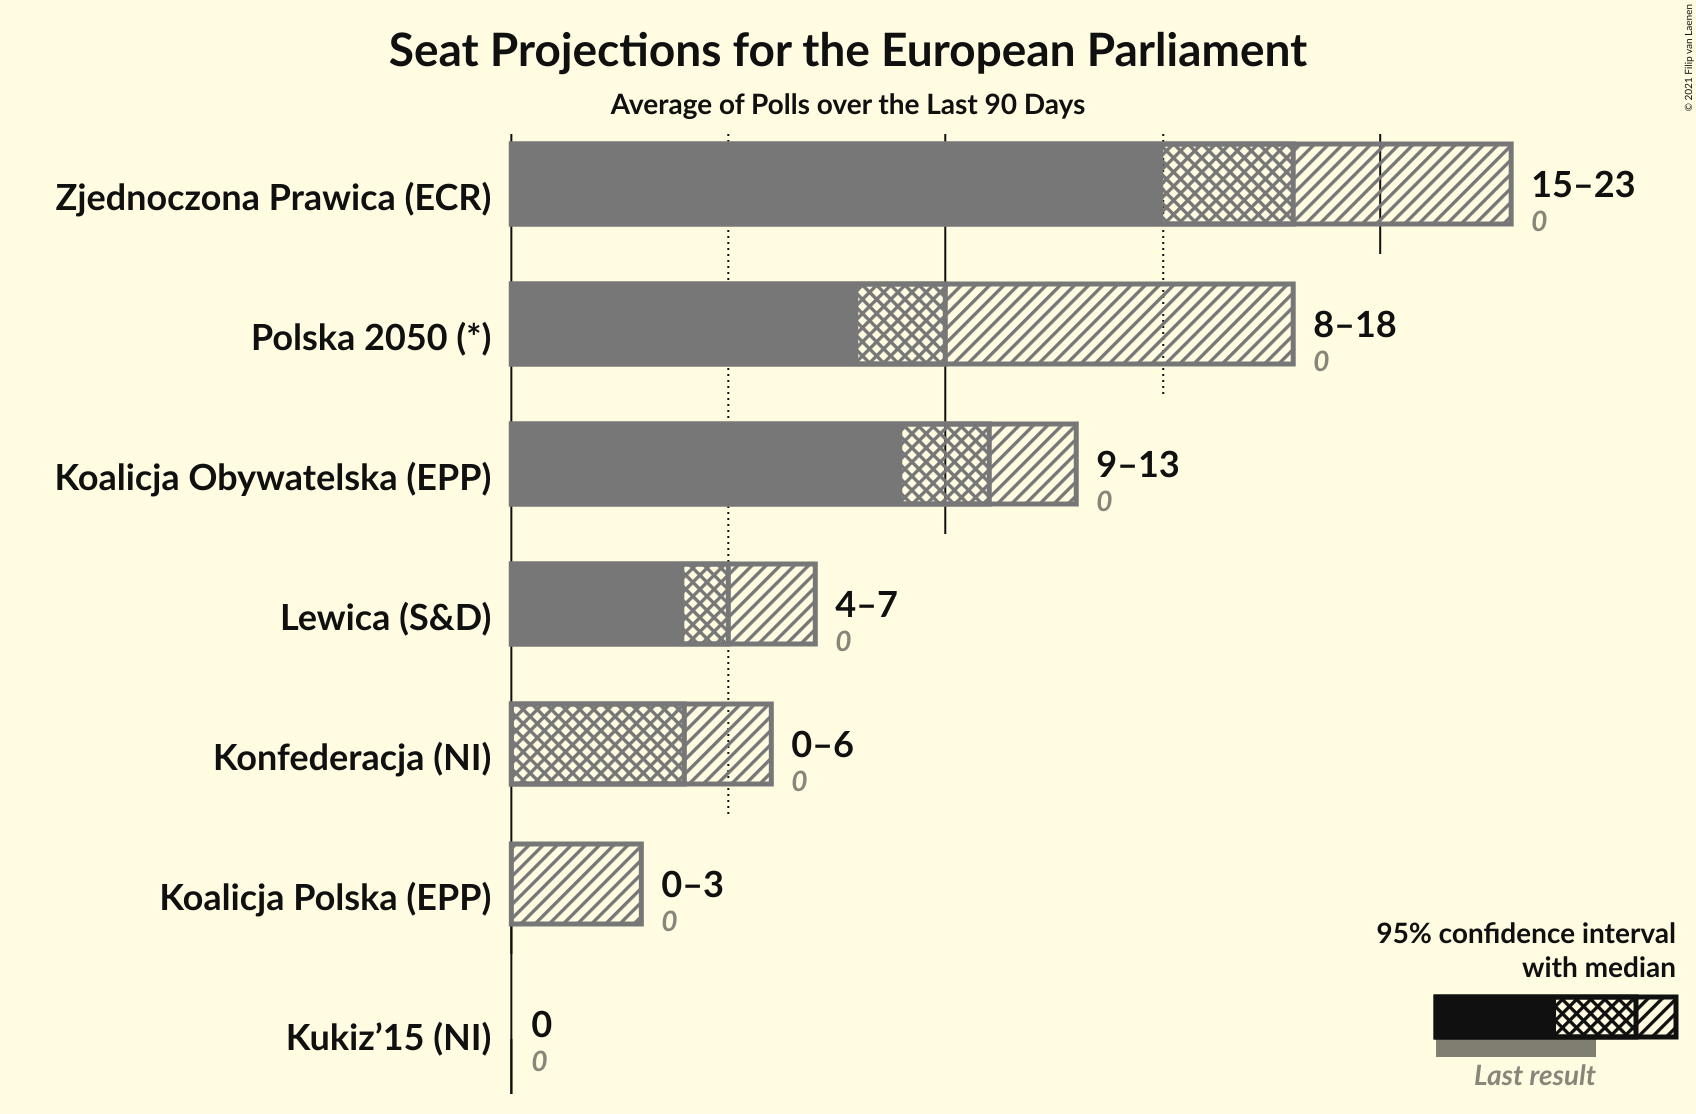 Seat Projections for the European Parliament
Average of Polls over the Last 90 Days
© 2021 Filip van Laenen
Zjednoczona Prawica (ECR)
15–23
0
Polska 2050 (*)
8–18
0
Koalicja Obywatelska (EPP)
9–13
0
Lewica (S&D)
4–7
0
Konfederacja (NI)
0–6
0
Koalicja Polska (EPP)
0–3
0
Kukiz’15 (NI)
0
0
95% confidence interval
with median
Last result